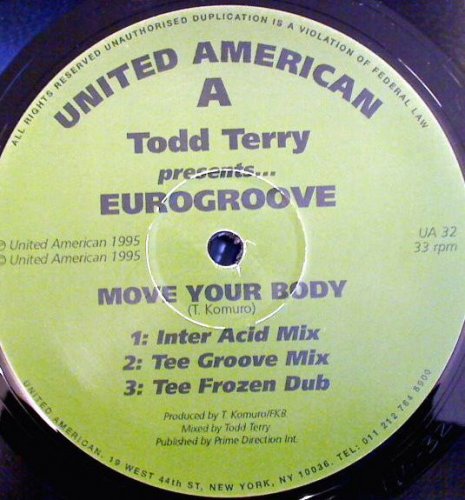 ALL RIGHTS RESERVED UNAUTHORISED DUPLICATION IS A VIOLATION OF FEDERAL LAW
UNITED AMERICAN
A
Todd Terry
presents...
EUROGROOVE
℗ United American 1995
© United American 1995
UA 32
33 rpm
MOVE YOUR BODY
(T. Komuro)
1: Inter Acid Mix
2: Tee Groove Mix
3: Tee Frozen Dub
Produced by T. Komuro/FKB
Mixed by Todd Terry
Published by Prime Direction Int.
UNITED AMERICAN, 19 WEST 44th ST, NEW YORK, NY 10036. TEL: 011 212 764 8900